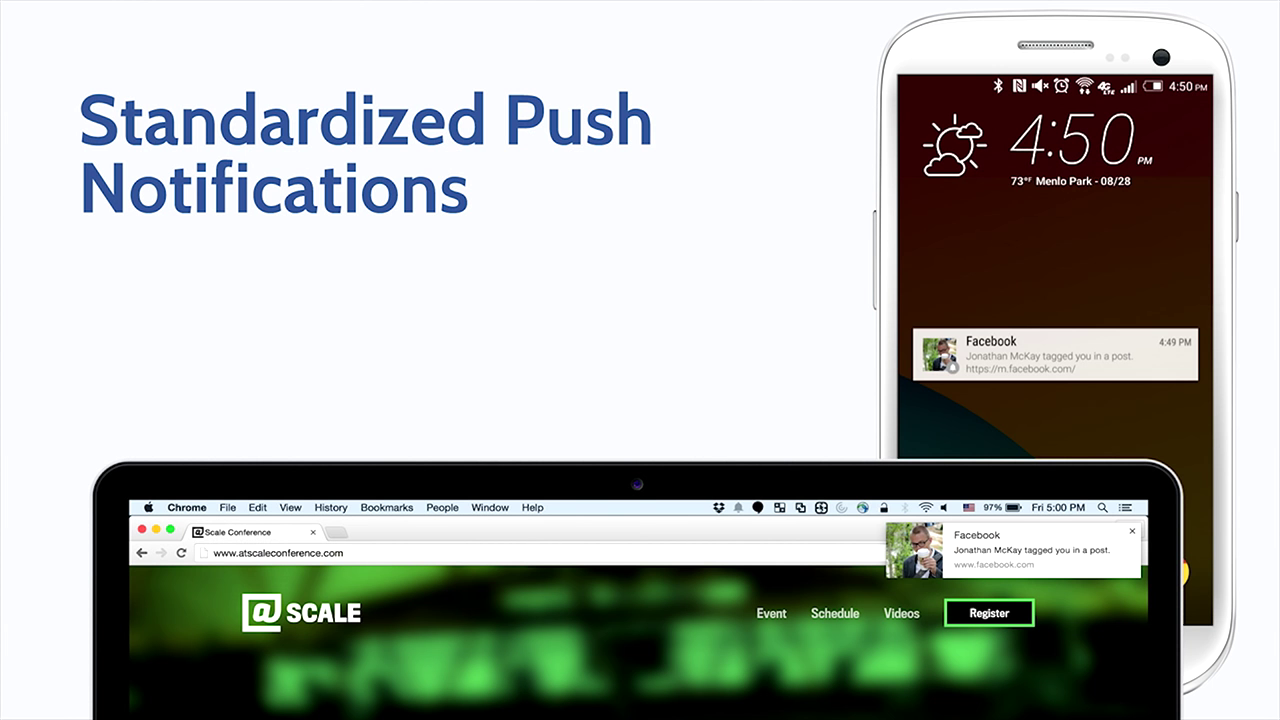 Standardized Push
Notifications
4:50 PM
4:50 PM
73°F Menlo Park - 08/28
Facebook 4:49 PM
Jonathan McKay tagged you in a post.
https://m.facebook.com/
Chrome File Edit View History Bookmarks People Window Help 97% Fri 5:00 PM
@Scale Conference
www.atscaleconference.com
Facebook
Jonathan McKay tagged you in a post.
www.facebook.com
@ SCALE Event Schedule Videos Register